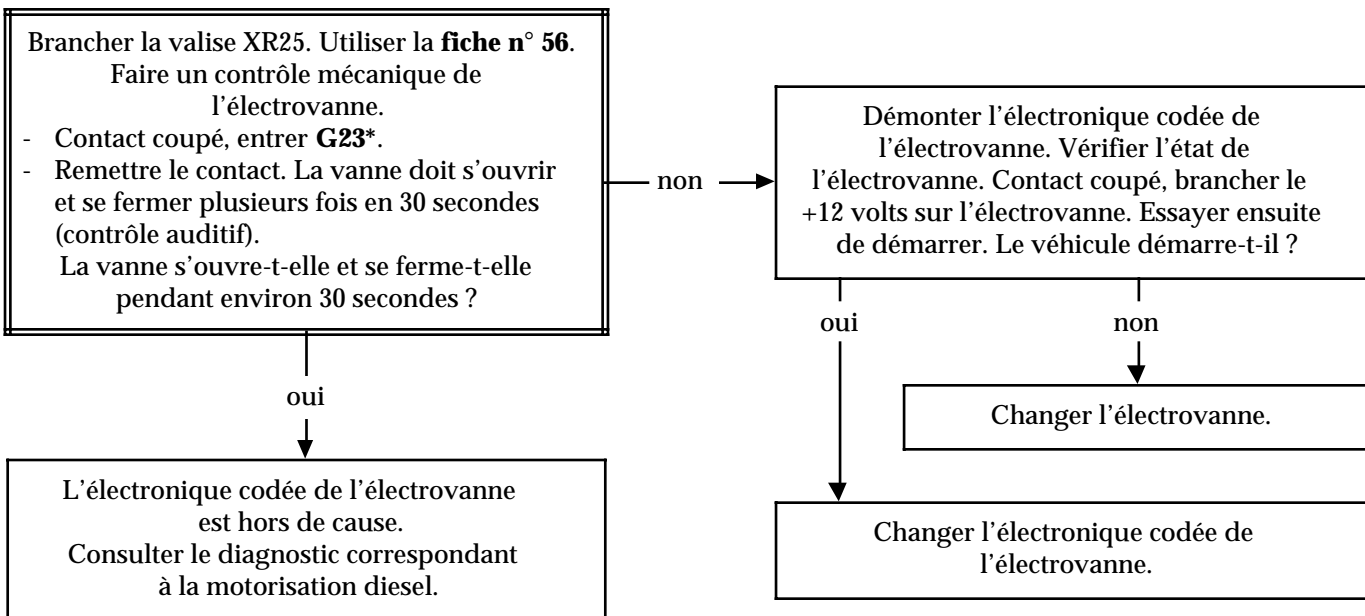 Brancher la valise XR25. Utiliser la fiche n° 56.
Faire un contrôle mécanique de
l'électrovanne.
- Contact coupé, entrer G23*.
- Remettre le contact. La vanne doit s'ouvrir
et se fermer plusieurs fois en 30 secondes
(contrôle auditif).
La vanne s'ouvre-t-elle et se ferme-t-elle
pendant environ 30 secondes ?
non
Démonter l'électronique codée de
l'électrovanne. Vérifier l'état de
l'électrovanne. Contact coupé, brancher le
+12 volts sur l'électrovanne. Essayer ensuite
de démarrer. Le véhicule démarre-t-il ?
oui
non
oui
Changer l'électrovanne.
L'électronique codée de l'électrovanne
est hors de cause.
Consulter le diagnostic correspondant
à la motorisation diesel.
Changer l'électronique codée de
l'électrovanne.